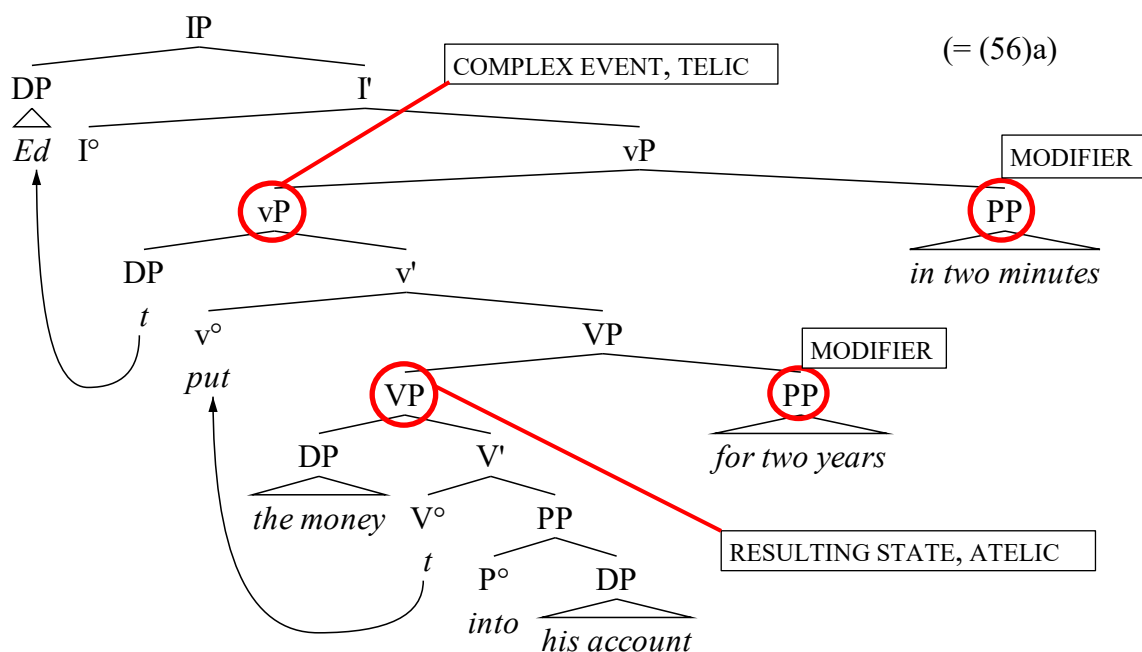 IP
COMPLEX EVENT, TELIC (= (56)a)
DP I'
Ed I° vP MODIFIER
vP PP
DP v' in two minutes
t v° VP MODIFIER
put VP PP
DP V' for two years
the money V° PP RESULTING STATE, ATELIC
t P° DP
into his account